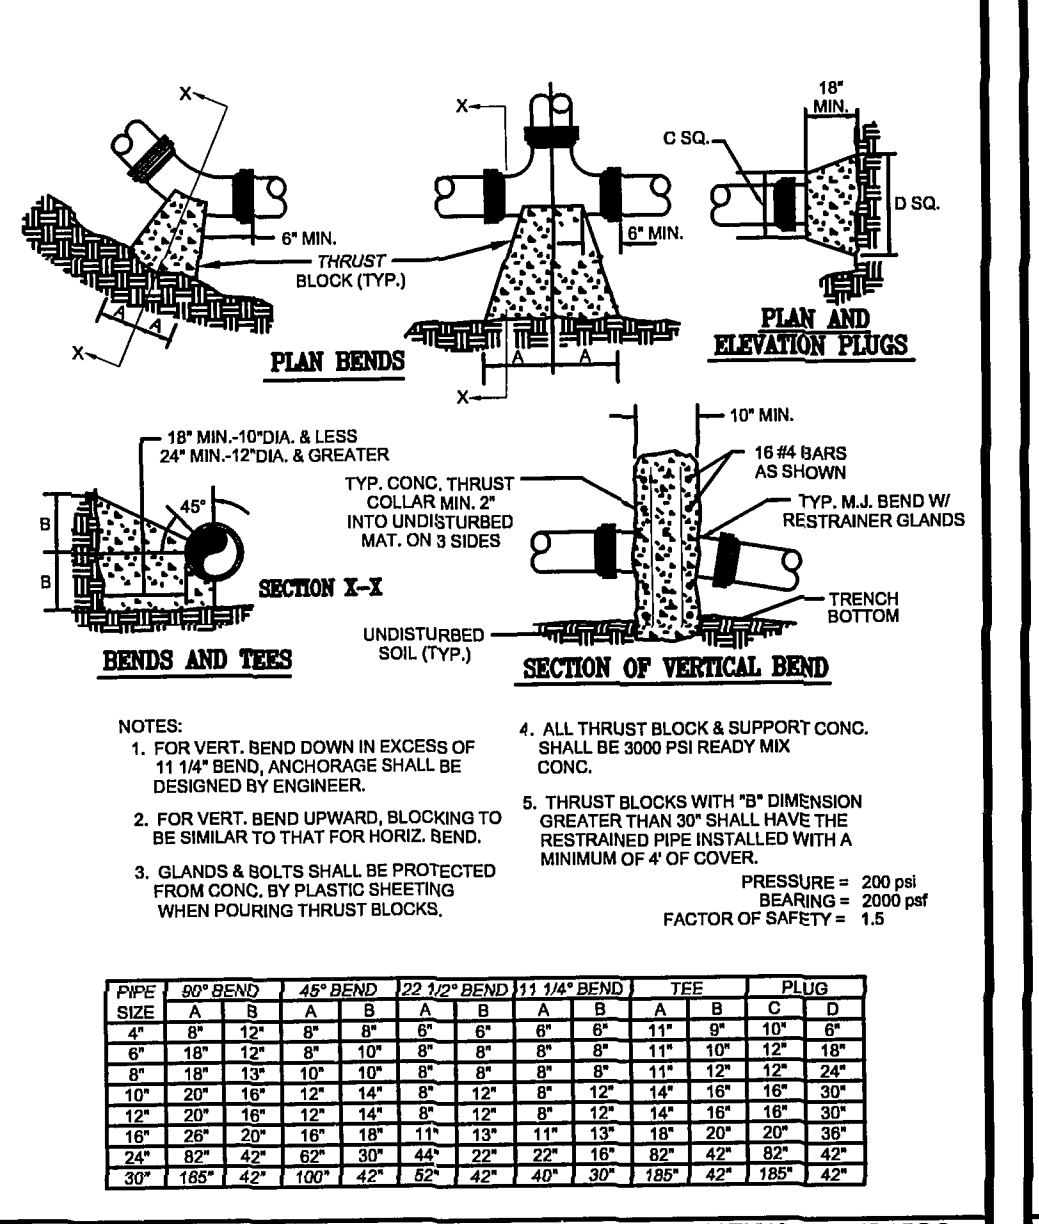 X
X
18"
MIN.
C SQ.
D SQ.
6" MIN.
6" MIN.
THRUST
BLOCK (TYP.)
A
A
X
PLAN BENDS
A
A
X
PLAN AND
ELEVATION PLUGS
18" MIN.-10"DIA. & LESS
24" MIN.-12"DIA. & GREATER
45°
B
B
SECTION X-X
BENDS AND TEES
10" MIN.
16 #4 BARS
AS SHOWN
TYP. CONC. THRUST
COLLAR MIN. 2"
INTO UNDISTURBED
MAT. ON 3 SIDES
TYP. M.J. BEND W/
RESTRAINER GLANDS
TRENCH
BOTTOM
UNDISTURBED
SOIL (TYP.)
SECTION OF VERTICAL BEND
NOTES:
1. FOR VERT. BEND DOWN IN EXCESS OF
11 1/4" BEND, ANCHORAGE SHALL BE
DESIGNED BY ENGINEER.
2. FOR VERT. BEND UPWARD, BLOCKING TO
BE SIMILAR TO THAT FOR HORIZ. BEND.
3. GLANDS & BOLTS SHALL BE PROTECTED
FROM CONC. BY PLASTIC SHEETING
WHEN POURING THRUST BLOCKS.
4. ALL THRUST BLOCK & SUPPORT CONC.
SHALL BE 3000 PSI READY MIX
CONC.
5. THRUST BLOCKS WITH "B" DIMENSION
GREATER THAN 30" SHALL HAVE THE
RESTRAINED PIPE INSTALLED WITH A
MINIMUM OF 4' OF COVER.
PRESSURE = 200 psi
BEARING = 2000 psf
FACTOR OF SAFETY = 1.5
PIPE SIZE 90° BEND 45° BEND 22 1/2° BEND 11 1/4° BEND TEE PLUG
A B A B A B A B A B C D
4" 8" 12" 8" 8" 6" 6" 6" 6" 11" 9" 10" 6"
6" 18" 12" 8" 10" 8" 8" 8" 8" 11" 10" 12" 18"
8" 18" 13" 10" 10" 8" 8" 8" 8" 11" 12" 12" 24"
10" 20" 16" 12" 14" 8" 12" 8" 12" 14" 16" 16" 30"
12" 20" 16" 12" 14" 8" 12" 8" 12" 14" 16" 16" 30"
16" 26" 20" 16" 18" 11" 13" 11" 13" 18" 20" 20" 36"
24" 82" 42" 62" 30" 44" 22" 22" 16" 82" 42" 82" 42"
30" 165" 42" 100" 42" 52" 42" 40" 30" 185" 42" 185" 42"